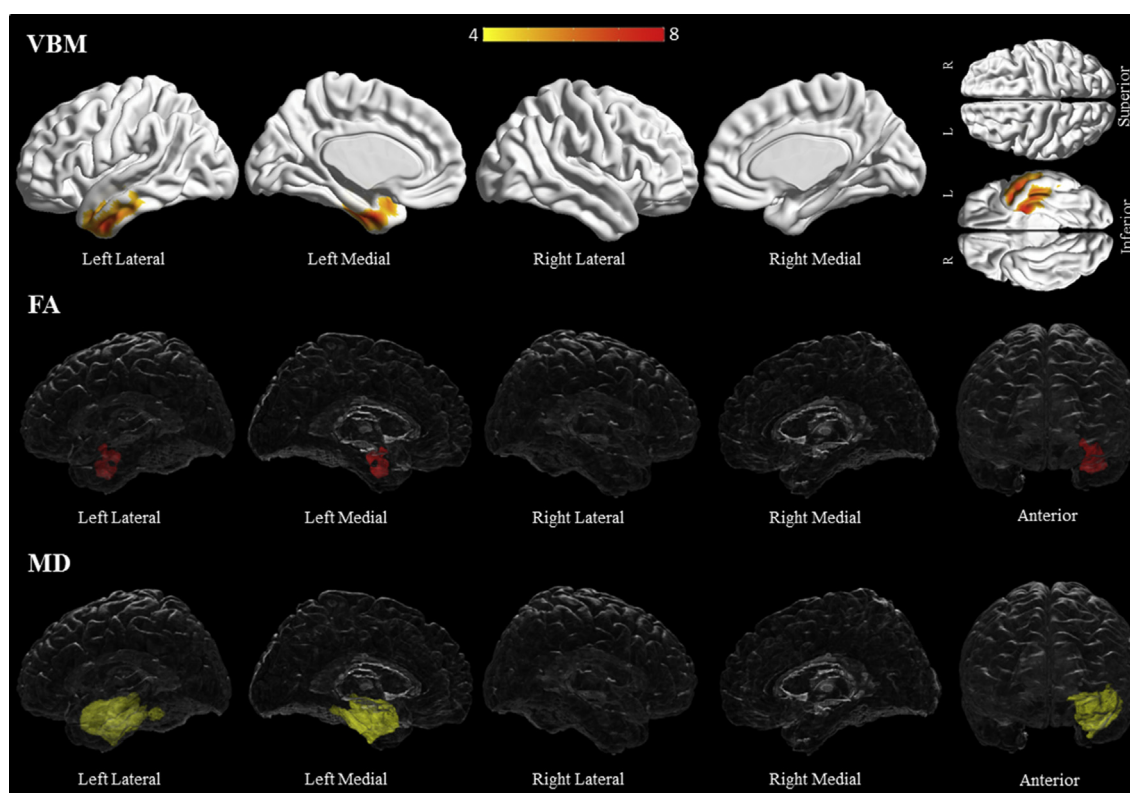 VBM
4 8
R
L
Superior
L
R
Inferior
Left Lateral Left Medial Right Lateral Right Medial
FA
Left Lateral Left Medial Right Lateral Right Medial Anterior
MD
Left Lateral Left Medial Right Lateral Right Medial Anterior